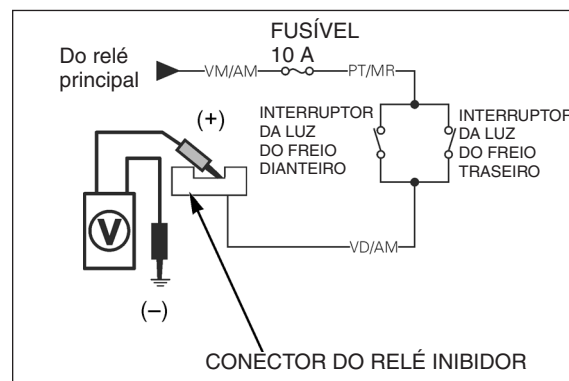 FUSÍVEL
10 A
Do relé
principal
VM/AM
PT/MR
(+)
INTERRUPTOR
DA LUZ
DO FREIO
DIANTEIRO
INTERRUPTOR
DA LUZ
DO FREIO
TRASEIRO
V
VD/AM
(–)
CONECTOR DO RELÉ INIBIDOR